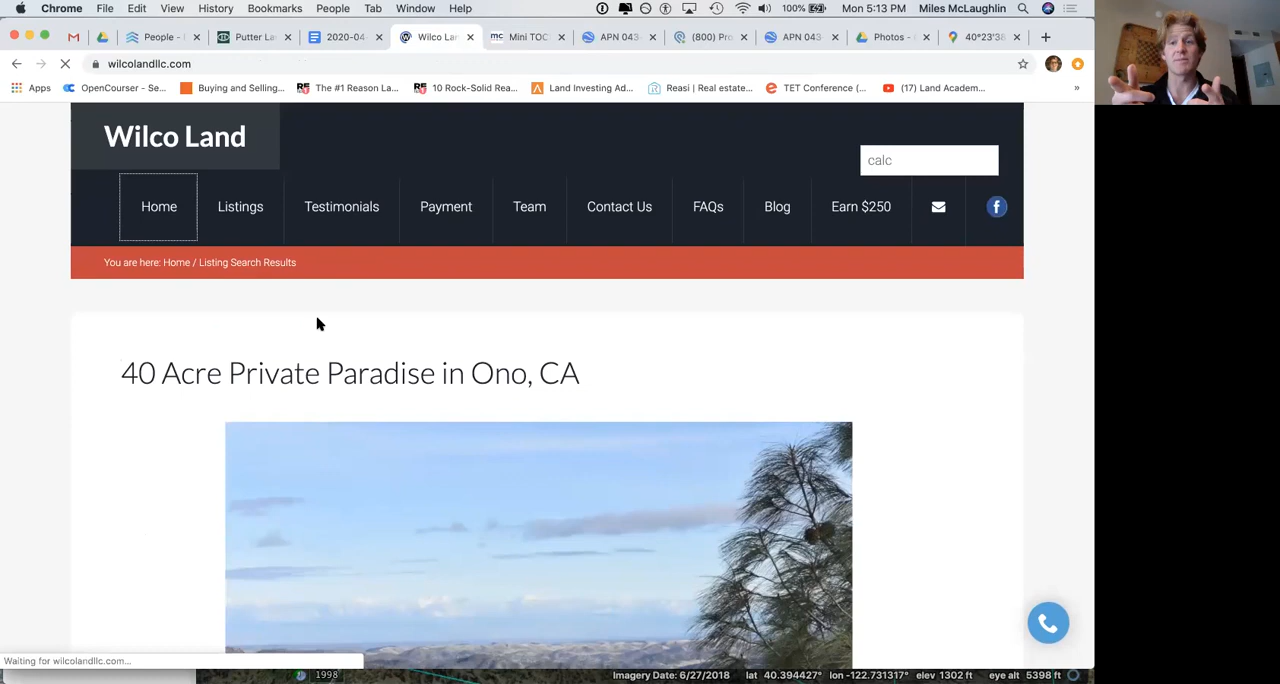 Chrome File Edit View History Bookmarks People Tab Window Help 100% Mon 5:13 PM Miles McLaughlin
People - Putter La 2020-04 Wilco Lan mc Mini TOC APN 043 (800) Pro APN 043 Photos - 40°23'38
wilcolandllc.com
Apps OpenCourser - Se... Buying and Selling... The #1 Reason La... 10 Rock-Solid Rea... Land Investing Ad... Reasi | Real estate... TET Conference (... (17) Land Academ... »
Wilco Land
calc
Home Listings Testimonials Payment Team Contact Us FAQs Blog Earn $250
You are here: Home / Listing Search Results
40 Acre Private Paradise in Ono, CA
Waiting for wilcolandllc.com...
1998 Imagery Date: 6/27/2018 lat 40.394427° lon -122.731317° elev 1302 ft eye alt 5398 ft